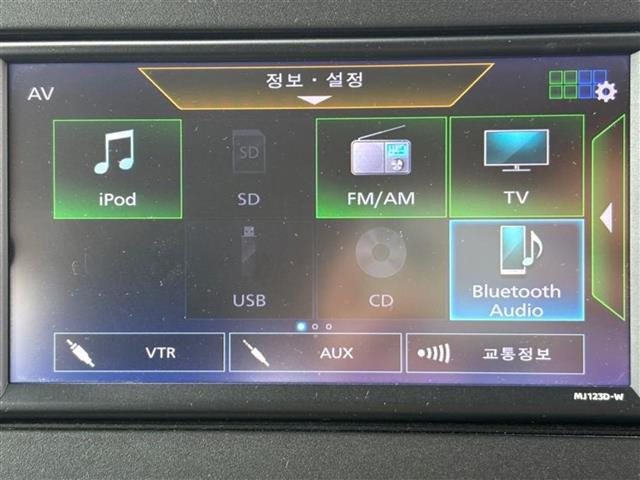 정보・설정
AV
iPod
SD
SD
FM/AM
TV
USB
CD
Bluetooth
Audio
VTR
AUX
교통정보
MJ123D-W